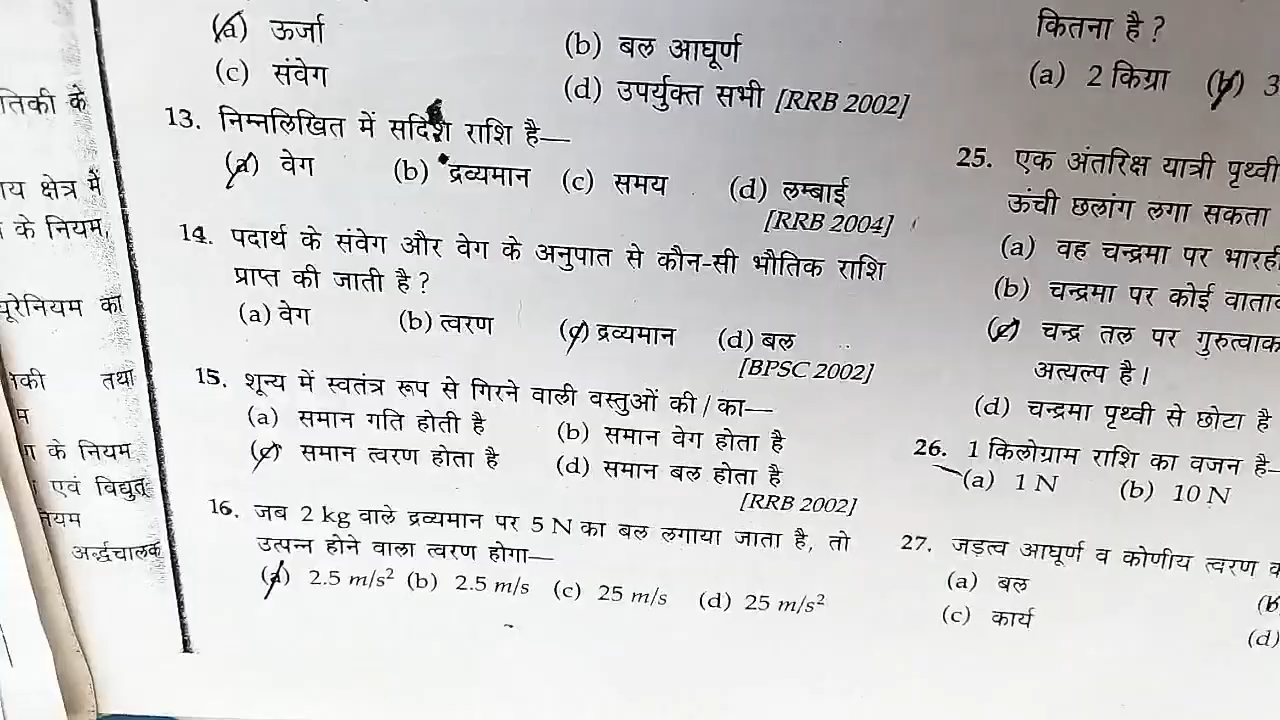 तिकी के
य क्षेत्र में
के नियम,
यूरेनियम का
की तथा
म
के नियम,
एवं विद्युत्
नियम
अर्द्धचालक
(a) ऊर्जा (b) बल आघूर्ण
(c) संवेग (d) उपर्युक्त सभी [RRB 2002]
13. निम्नलिखित में सदिश राशि है—
(a) वेग (b) द्रव्यमान (c) समय (d) लम्बाई
[RRB 2004]
14. पदार्थ के संवेग और वेग के अनुपात से कौन-सी भौतिक राशि
प्राप्त की जाती है ?
(a) वेग (b) त्वरण (c) द्रव्यमान (d) बल
[BPSC 2002]
15. शून्य में स्वतंत्र रूप से गिरने वाली वस्तुओं की / का—
(a) समान गति होती है (b) समान वेग होता है
(c) समान त्वरण होता है (d) समान बल होता है
[RRB 2002]
16. जब 2 kg वाले द्रव्यमान पर 5 N का बल लगाया जाता है, तो
उत्पन्न होने वाला त्वरण होगा—
(a) 2.5 m/s² (b) 2.5 m/s (c) 25 m/s (d) 25 m/s²
कितना है ?
(a) 2 किग्रा (b) 3
25. एक अंतरिक्ष यात्री पृथ्वी
ऊंची छलांग लगा सकता
(a) वह चन्द्रमा पर भारही
(b) चन्द्रमा पर कोई वाताव
(c) चन्द्र तल पर गुरुत्वाक
अत्यल्प है।
(d) चन्द्रमा पृथ्वी से छोटा है
26. 1 किलोग्राम राशि का वजन है—
(a) 1 N (b) 10 N
27. जड़त्व आघूर्ण व कोणीय त्वरण क
(a) बल (b
(c) कार्य (d)